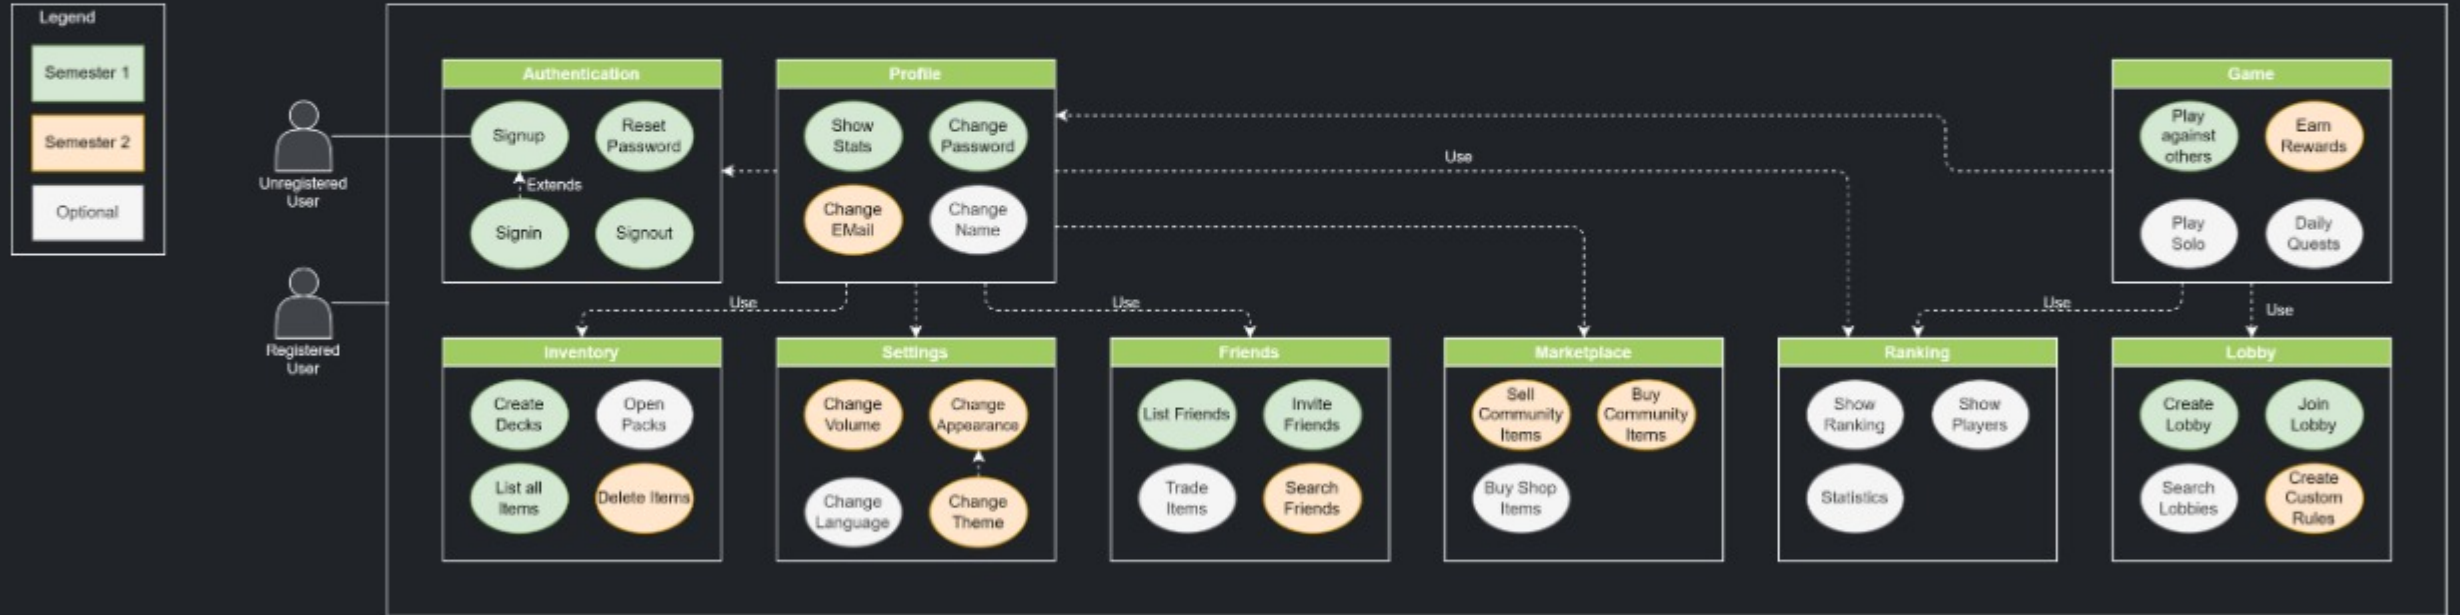 Legend
Semester 1
Semester 2
Optional
Unregistered
User
Registered
User
Authentication
Signup
Reset
Password
Extends
Signin
Signout
Profile
Show
Stats
Change
Password
Change
EMail
Change
Name
Game
Play
against
others
Earn
Rewards
Play
Solo
Daily
Quests
Use
Use
Use
Use
Use
Inventory
Create
Decks
Open
Packs
List all
Items
Delete Items
Settings
Change
Volume
Change
Appearance
Change
Language
Change
Theme
Friends
List Friends
Invite
Friends
Trade
Items
Search
Friends
Marketplace
Sell
Community
Items
Buy
Community
Items
Buy Shop
Items
Ranking
Show
Ranking
Show
Players
Statistics
Lobby
Create
Lobby
Join
Lobby
Search
Lobbies
Create
Custom
Rules